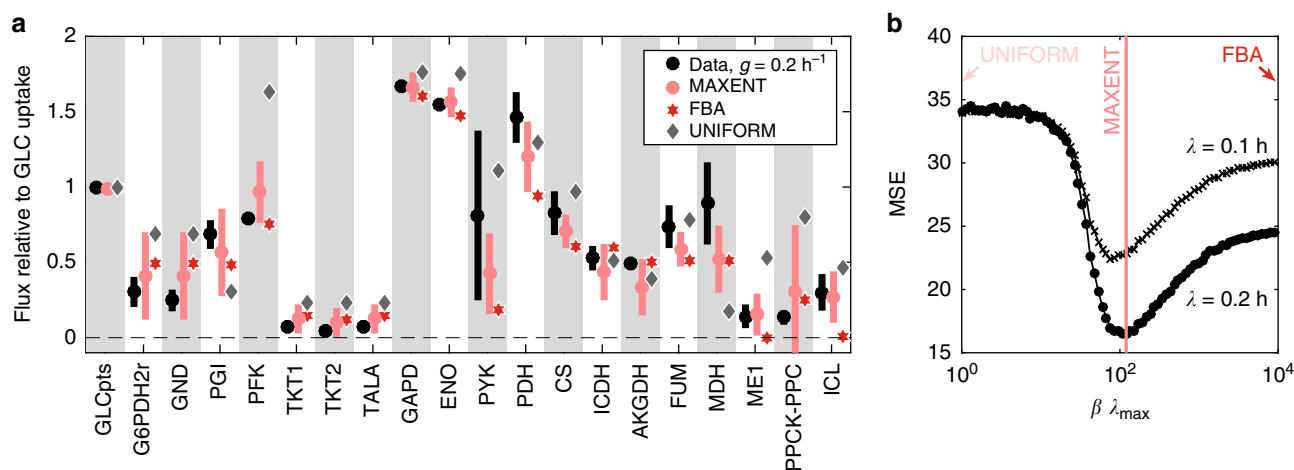 a
Flux relative to GLC uptake
2
1.5
1
0.5
0
Data, g = 0.2 h⁻¹
MAXENT
FBA
UNIFORM
GLCpts
G6PDH2r
GND
PGI
PFK
TKT1
TKT2
TALA
GAPD
ENO
PYK
PDH
CS
ICDH
AKGDH
FUM
MDH
ME1
PPCK-PPC
ICL
b
MSE
40
35
30
25
20
15
UNIFORM
MAXENT
FBA
λ = 0.1 h
λ = 0.2 h
10⁰
10²
10⁴
β λmax